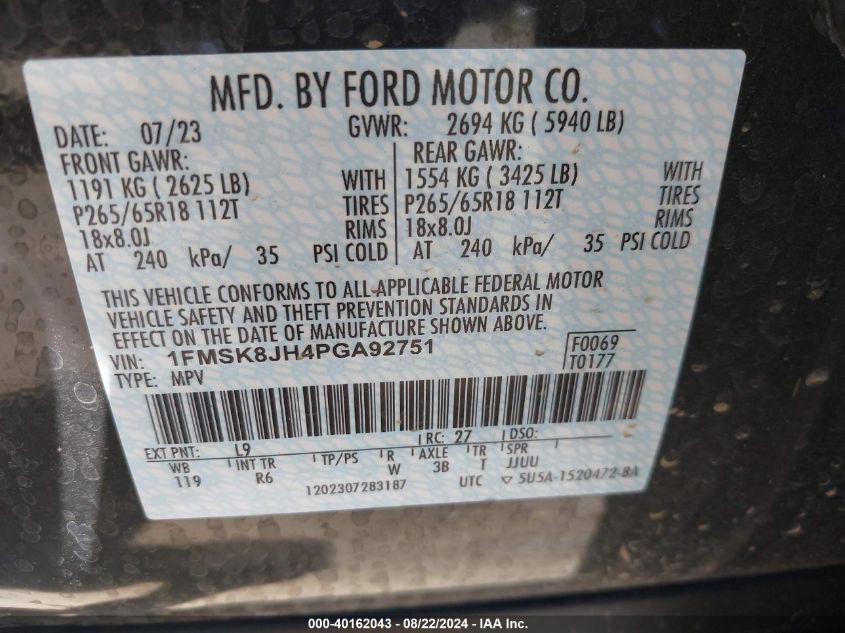 MFD. BY FORD MOTOR CO.
DATE: 07/23 GVWR: 2694 KG ( 5940 LB)
FRONT GAWR: REAR GAWR:
1191 KG ( 2625 LB) WITH 1554 KG ( 3425 LB) WITH
P265/65R18 112T TIRES P265/65R18 112T TIRES
18x8.0J RIMS 18x8.0J RIMS
AT 240 kPa/ 35 PSI COLD AT 240 kPa/ 35 PSI COLD
THIS VEHICLE CONFORMS TO ALL APPLICABLE FEDERAL MOTOR
VEHICLE SAFETY AND THEFT PREVENTION STANDARDS IN
EFFECT ON THE DATE OF MANUFACTURE SHOWN ABOVE.
VIN: 1FMSK8JH4PGA92751 F0069
TYPE: MPV T0177
EXT PNT: L9 RC: 27 DSO:
WB INT TR TP/PS R AXLE TR SPR
119 R6 W 3B T JJUU
1202307283187 UTC ▽ 5U5A-1520472-BA
000-40162043 - 08/22/2024 - IAA Inc.